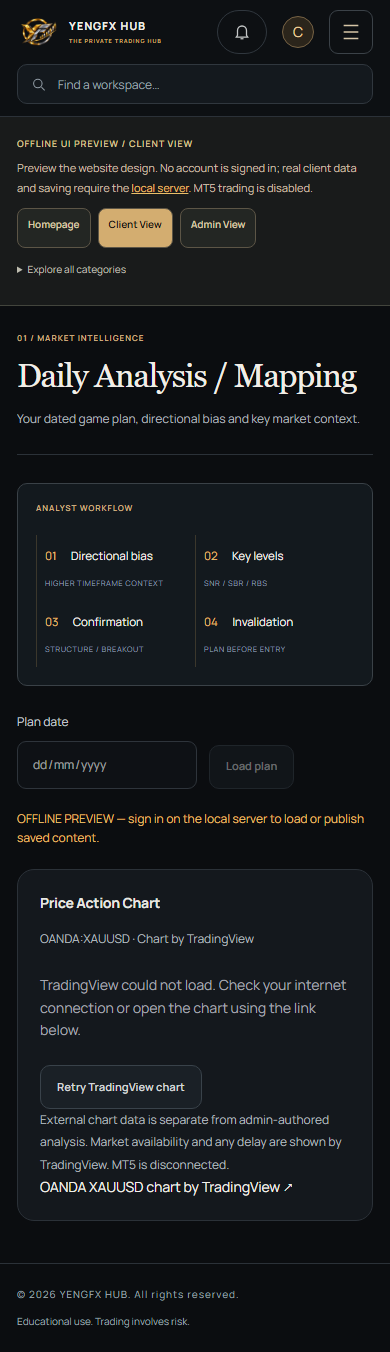 YENGFX HUB
THE PRIVATE TRADING HUB
C
Find a workspace...
OFFLINE UI PREVIEW / CLIENT VIEW
Preview the website design. No account is signed in; real client data
and saving require the local server. MT5 trading is disabled.
Homepage
Client View
Admin View
▶ Explore all categories
01 / MARKET INTELLIGENCE
Daily Analysis / Mapping
Your dated game plan, directional bias and key market context.
ANALYST WORKFLOW
01 Directional bias
HIGHER TIMEFRAME CONTEXT
02 Key levels
SNR / SBR / RBS
03 Confirmation
STRUCTURE / BREAKOUT
04 Invalidation
PLAN BEFORE ENTRY
Plan date
dd/mm/yyyy
Load plan
OFFLINE PREVIEW — sign in on the local server to load or publish
saved content.
Price Action Chart
OANDA:XAUUSD · Chart by TradingView
TradingView could not load. Check your internet
connection or open the chart using the link
below.
Retry TradingView chart
External chart data is separate from admin-authored
analysis. Market availability and any delay are shown by
TradingView. MT5 is disconnected.
OANDA XAUUSD chart by TradingView ↗
© 2026 YENGFX HUB. All rights reserved.
Educational use. Trading involves risk.